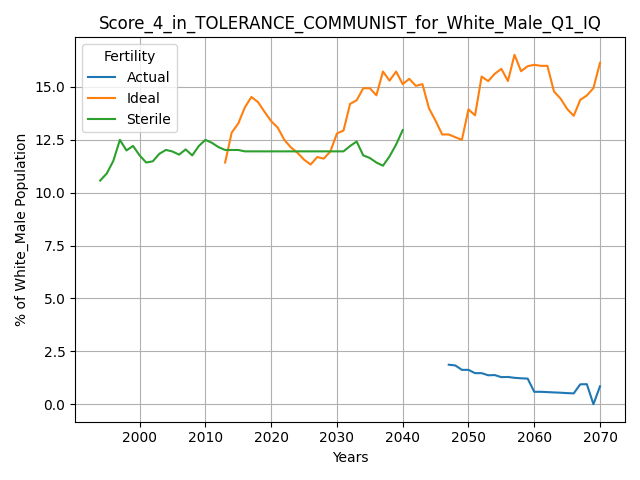 Score_4_in_TOLERANCE_COMMUNIST_for_White_Male_Q1_IQ
Fertility
Actual
Ideal
Sterile
% of White_Male Population
15.0
12.5
10.0
7.5
5.0
2.5
0.0
2000 2010 2020 2030 2040 2050 2060 2070
Years